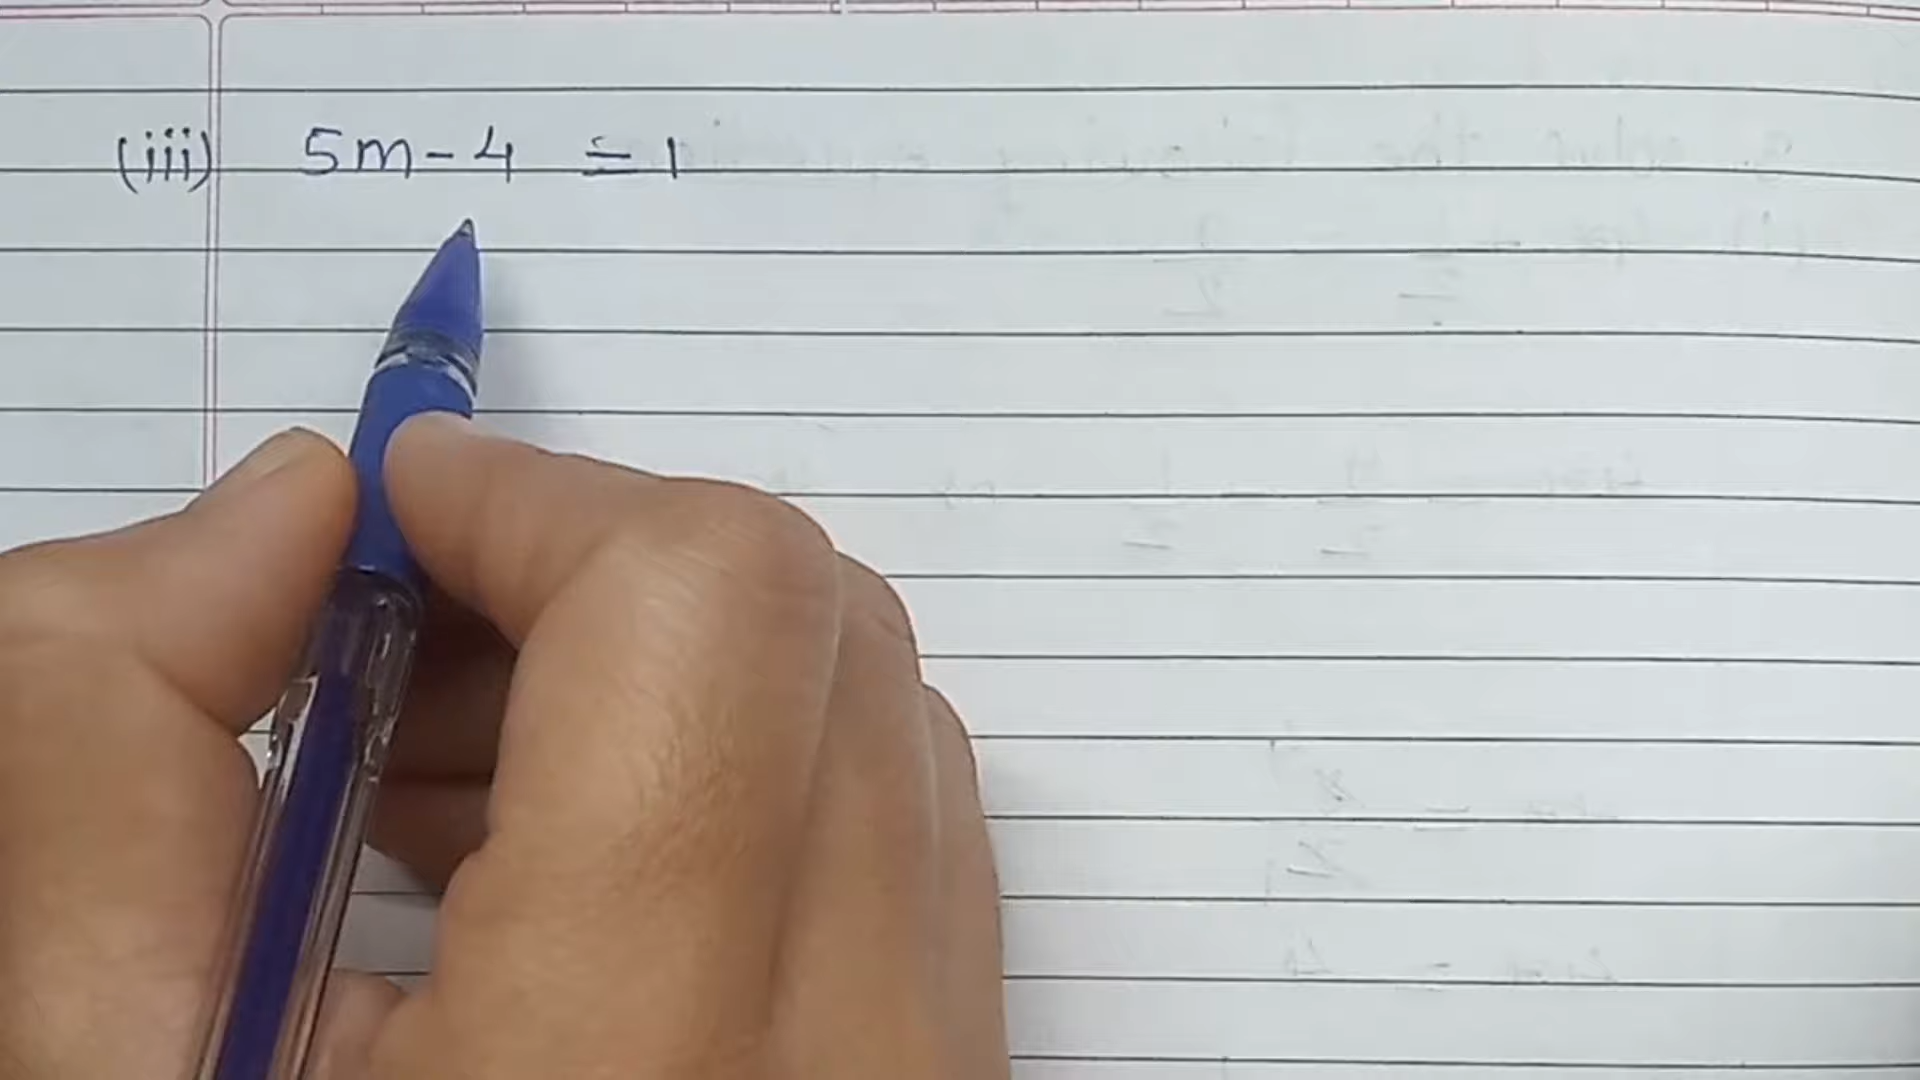 (iii) 5m - 4 = 1